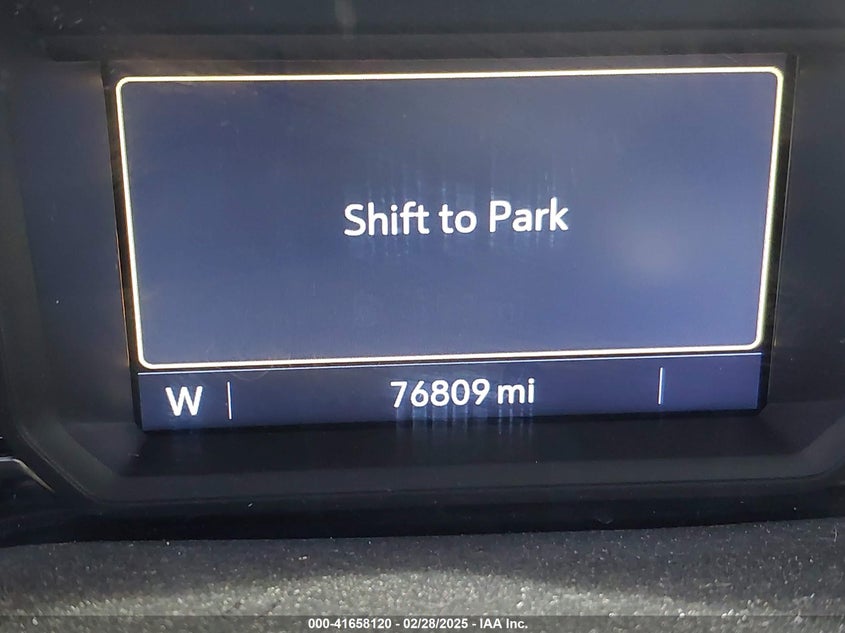 Shift to Park
W 76809 mi
000-41658120 - 02/28/2025 - IAA Inc.